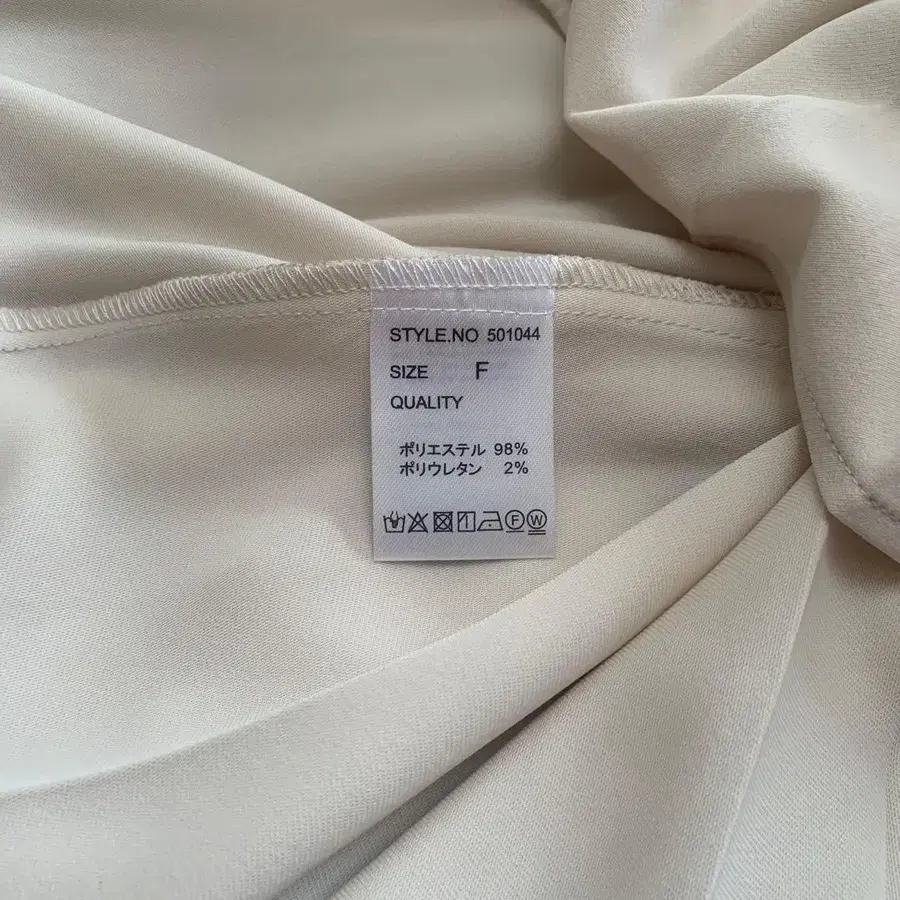 STYLE.NO 501044
SIZE F
QUALITY
ポリエステル 98%
ポリウレタン 2%
F W